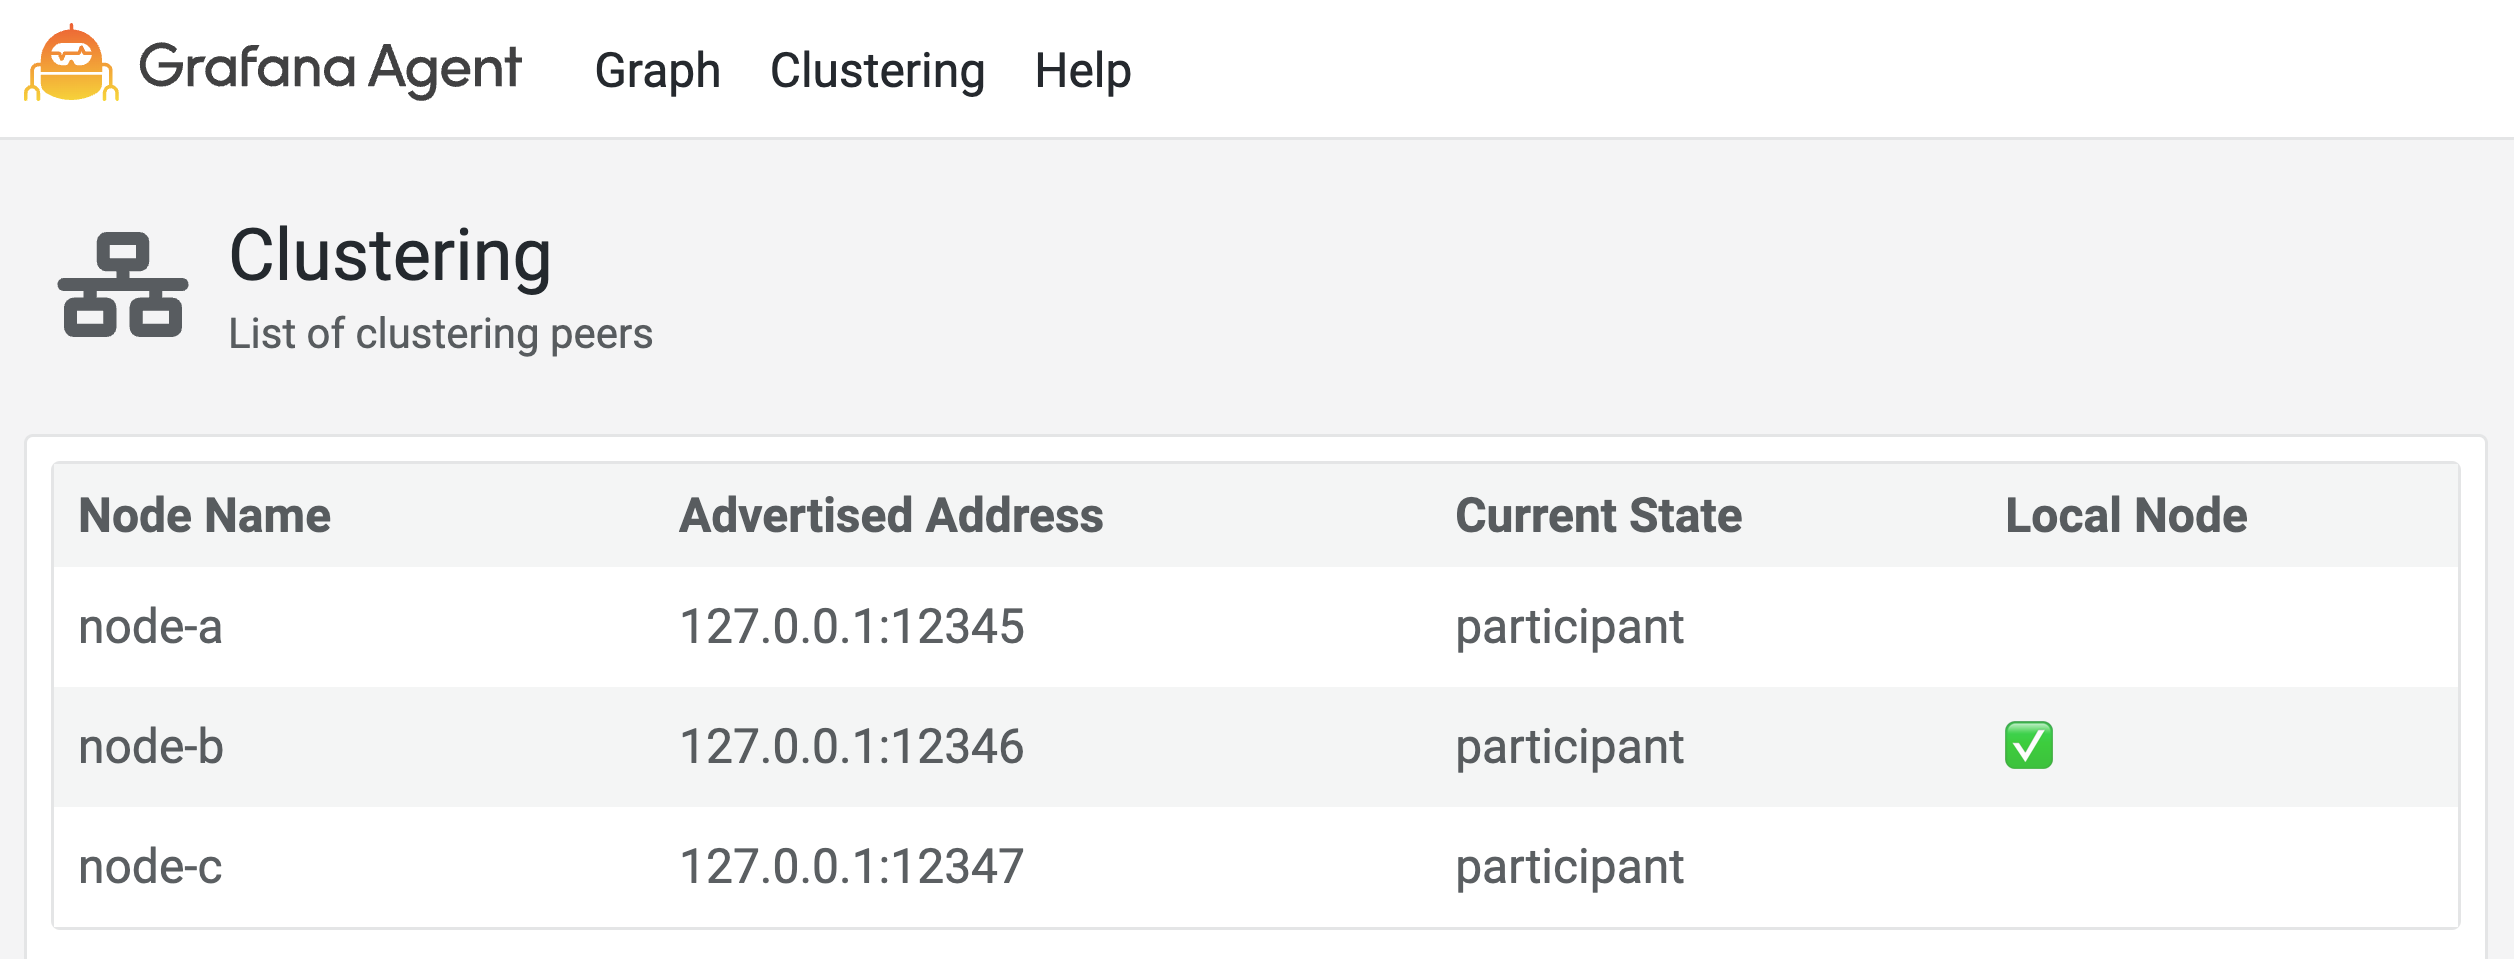 Grafana Agent Graph Clustering Help
Clustering
List of clustering peers
Node Name Advertised Address Current State Local Node
node-a 127.0.0.1:12345 participant
node-b 127.0.0.1:12346 participant ✅
node-c 127.0.0.1:12347 participant